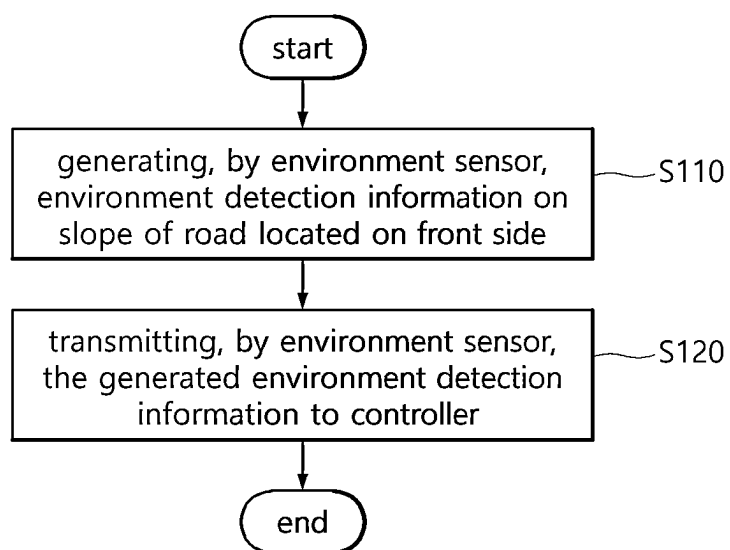 start
generating, by environment sensor,
environment detection information on
slope of road located on front side
S110
transmitting, by environment sensor,
the generated environment detection
information to controller
S120
end